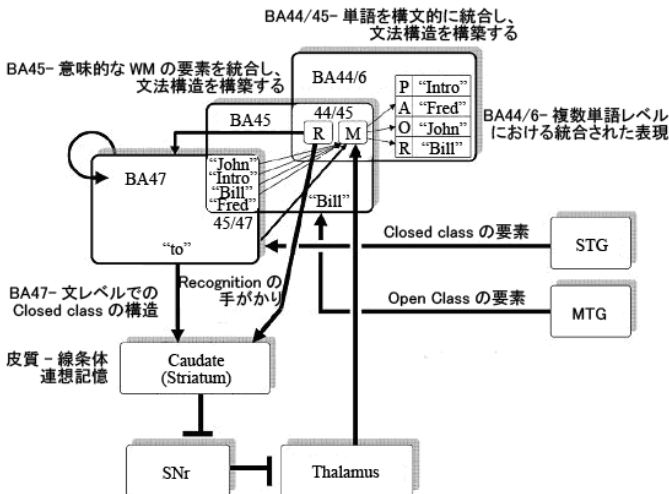 BA44/45- 単語を構文的に統合し、
文法構造を構築する
BA45- 意味的な WM の要素を統合し、
文法構造を構築する
BA44/6
P "Intro"
A "Fred"
O "John"
R "Bill"
44/45
BA45
R M
BA44/6- 複数単語レベル
における統合された表現
BA47
"John"
"Intro"
"Bill"
"Fred"
45/47
"Bill"
"to"
Closed class の要素
STG
BA47- 文レベルでの
Closed class の構造
Recognition の
手がかり
Open Class の要素
MTG
皮質 - 線条体
連想記憶
Caudate
(Striatum)
SNr
Thalamus